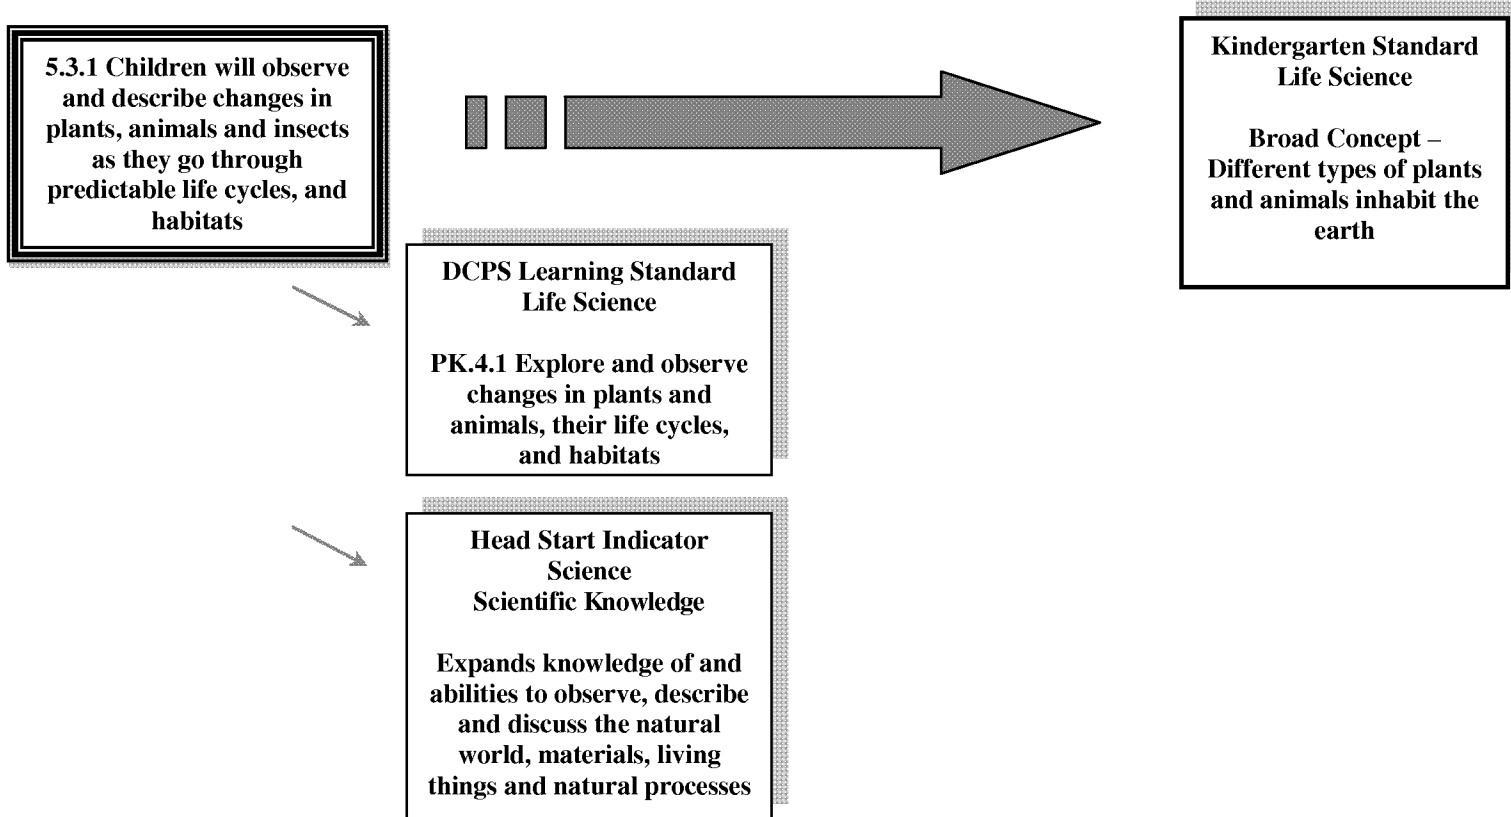 5.3.1 Children will observe
and describe changes in
plants, animals and insects
as they go through
predictable life cycles, and
habitats
Kindergarten Standard
Life Science
Broad Concept –
Different types of plants
and animals inhabit the
earth
DCPS Learning Standard
Life Science
PK.4.1 Explore and observe
changes in plants and
animals, their life cycles,
and habitats
Head Start Indicator
Science
Scientific Knowledge
Expands knowledge of and
abilities to observe, describe
and discuss the natural
world, materials, living
things and natural processes